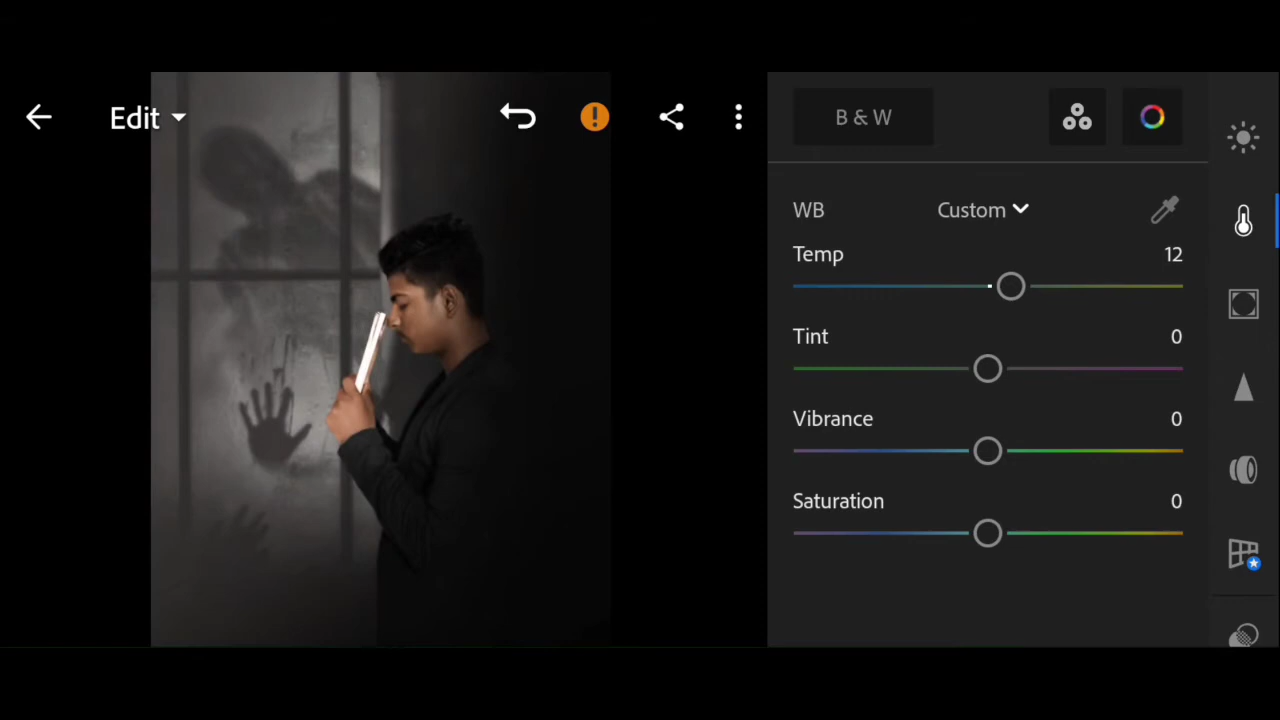 Edit
B & W
WB
Custom
Temp
12
Tint
0
Vibrance
0
Saturation
0